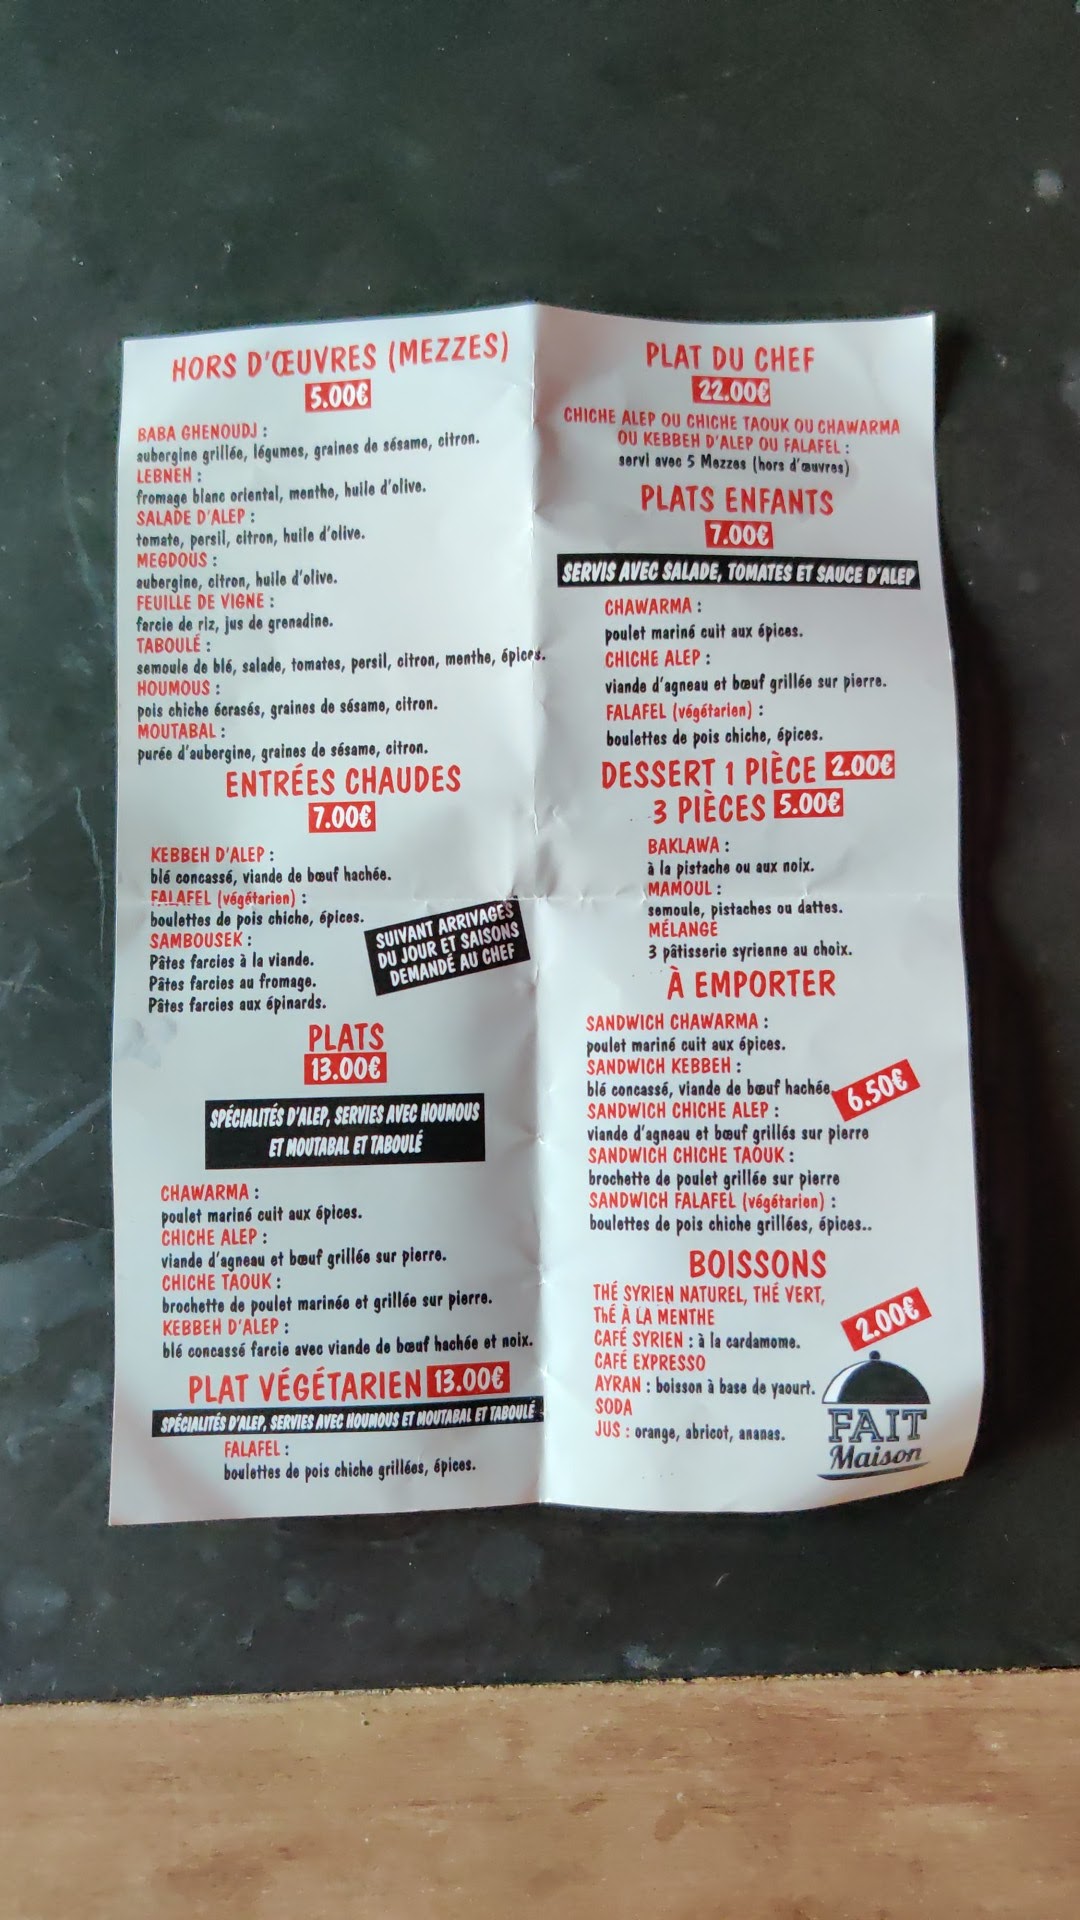 HORS D'ŒUVRES (MEZZES)
5.00€
BABA GHENOUDJ :
aubergine grillée, légumes, graines de sésame, citron.
LEBNEH :
fromage blanc oriental, menthe, huile d'olive.
SALADE D'ALEP :
tomate, persil, citron, huile d'olive.
MEGDOUS :
aubergine, citron, huile d'olive.
FEUILLE DE VIGNE :
farcie de riz, jus de grenadine.
TABOULÉ :
semoule de blé, salade, tomates, persil, citron, menthe, épices.
HOUMOUS :
pois chiche écrasés, graines de sésame, citron.
MOUTABAL :
purée d'aubergine, graines de sésame, citron.
ENTRÉES CHAUDES
7.00€
KEBBEH D'ALEP :
blé concassé, viande de bœuf hachée.
FALAFEL (végétarien) :
boulettes de pois chiche, épices.
SAMBOUSEK :
Pâtes farcies à la viande.
Pâtes farcies au fromage.
Pâtes farcies aux épinards.
SUIVANT ARRIVAGES
DU JOUR ET SAISONS
DEMANDÉ AU CHEF
PLATS
13.00€
SPÉCIALITÉS D'ALEP, SERVIES AVEC HOUMOUS
ET MOUTABAL ET TABOULÉ
CHAWARMA :
poulet mariné cuit aux épices.
CHICHE ALEP :
viande d'agneau et bœuf grillée sur pierre.
CHICHE TAOUK :
brochette de poulet marinée et grillée sur pierre.
KEBBEH D'ALEP :
blé concassé farcie avec viande de bœuf hachée et noix.
PLAT VÉGÉTARIEN 13.00€
SPÉCIALITÉS D'ALEP, SERVIES AVEC HOUMOUS ET MOUTABAL ET TABOULÉ
FALAFEL :
boulettes de pois chiche grillées, épices.
PLAT DU CHEF
22.00€
CHICHE ALEP OU CHICHE TAOUK OU CHAWARMA
OU KEBBEH D'ALEP OU FALAFEL :
servi avec 5 Mezzes (hors d'œuvres)
PLATS ENFANTS
7.00€
SERVIS AVEC SALADE, TOMATES ET SAUCE D'ALEP
CHAWARMA :
poulet mariné cuit aux épices.
CHICHE ALEP :
viande d'agneau et bœuf grillée sur pierre.
FALAFEL (végétarien) :
boulettes de pois chiche, épices.
DESSERT 1 PIÈCE 2.00€
3 PIÈCES 5.00€
BAKLAWA :
à la pistache ou aux noix.
MAMOUL :
semoule, pistaches ou dattes.
MÉLANGE
3 pâtisserie syrienne au choix.
À EMPORTER
SANDWICH CHAWARMA :
poulet mariné cuit aux épices.
SANDWICH KEBBEH :
blé concassé, viande de bœuf hachée.
6.50€
SANDWICH CHICHE ALEP :
viande d'agneau et bœuf grillés sur pierre
SANDWICH CHICHE TAOUK :
brochette de poulet grillée sur pierre
SANDWICH FALAFEL (végétarien) :
boulettes de pois chiche grillées, épices..
BOISSONS
THÉ SYRIEN NATUREL, THÉ VERT,
ThÉ À LA MENTHE
2.00€
CAFÉ SYRIEN : à la cardamome.
CAFÉ EXPRESSO
AYRAN : boisson à base de yaourt.
SODA
JUS : orange, abricot, ananas.
FAIT
Maison